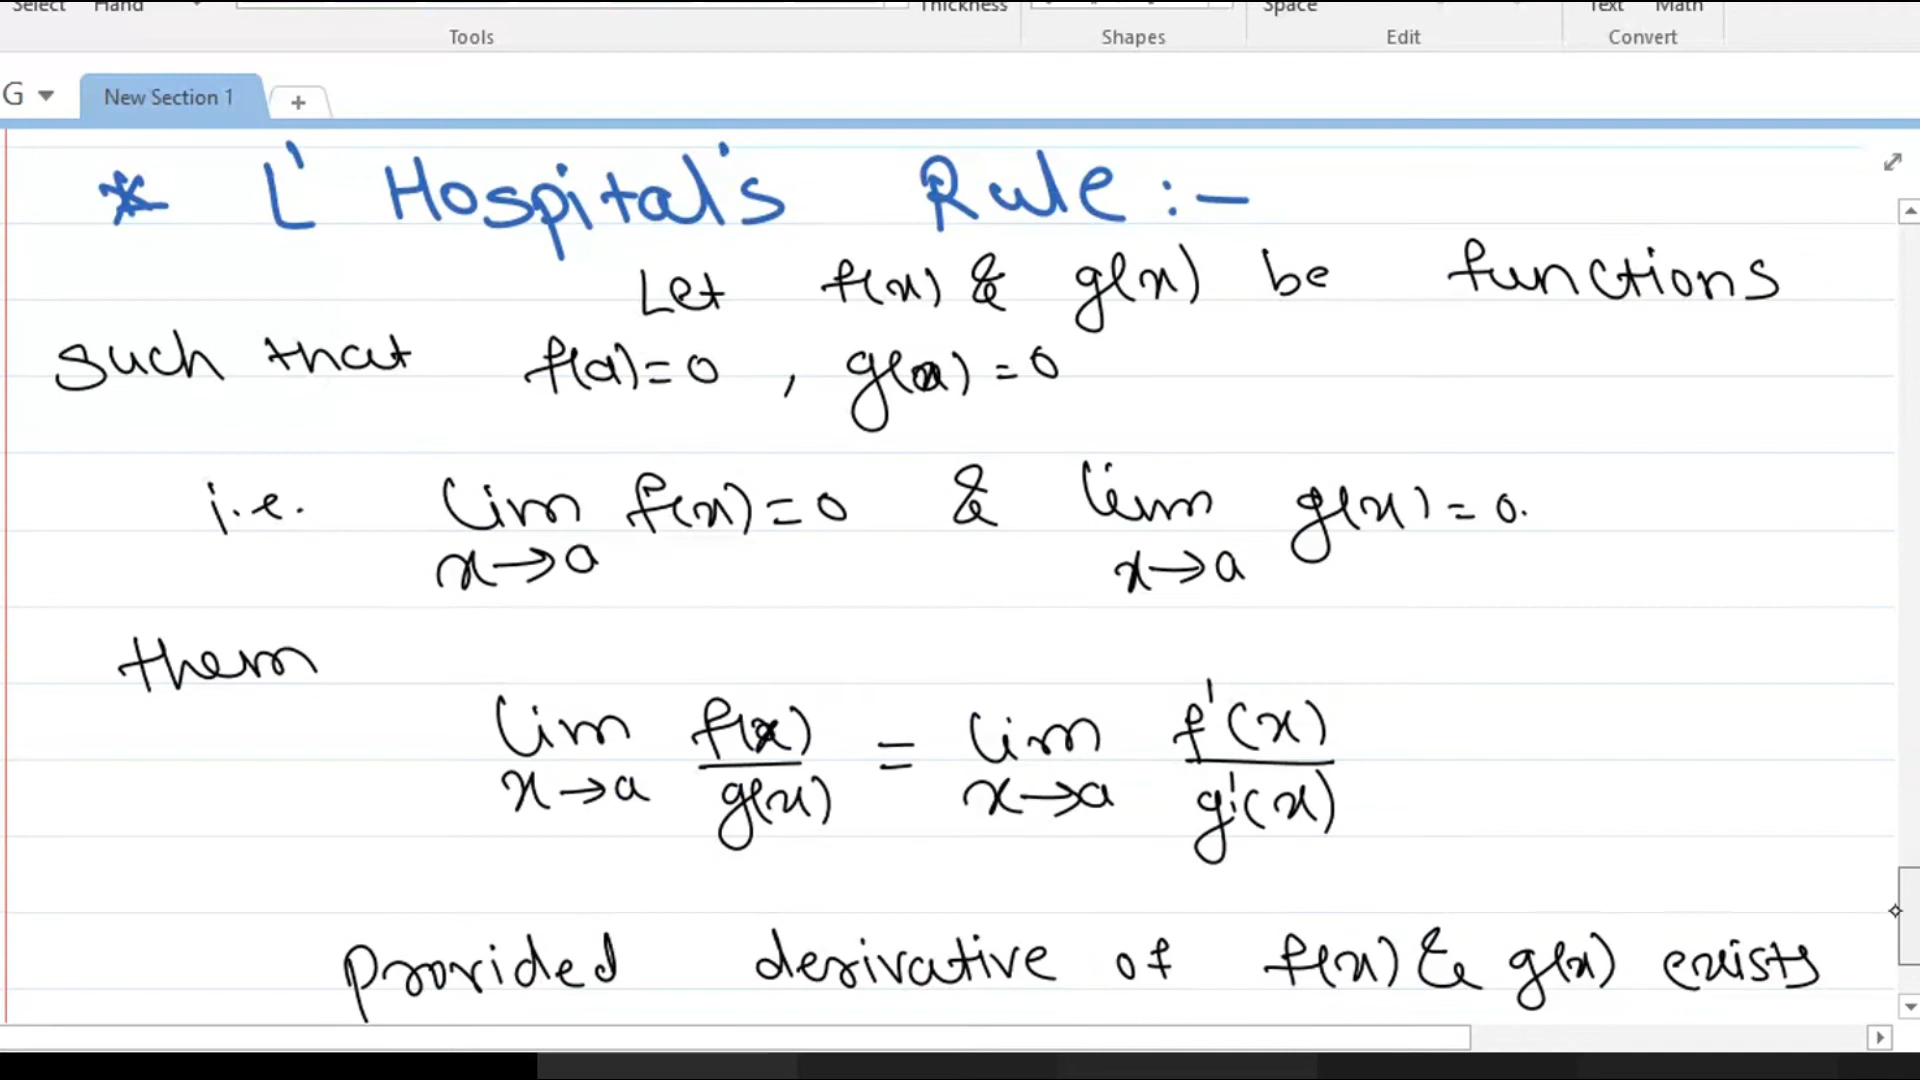 Select Hand Thickness Space Text Math
Tools Shapes Edit Convert
G New Section 1 +
* L' Hospital's Rule :-
Let f(x) & g(x) be functions
such that f(a)=0 , g(a)=0
i.e. lim f(x)=0 & lim g(x)=0.
x→a x→a
then
lim f(x) = lim f'(x)
x→a g(x) x→a g'(x)
provided derivative of f(x) & g(x) exists